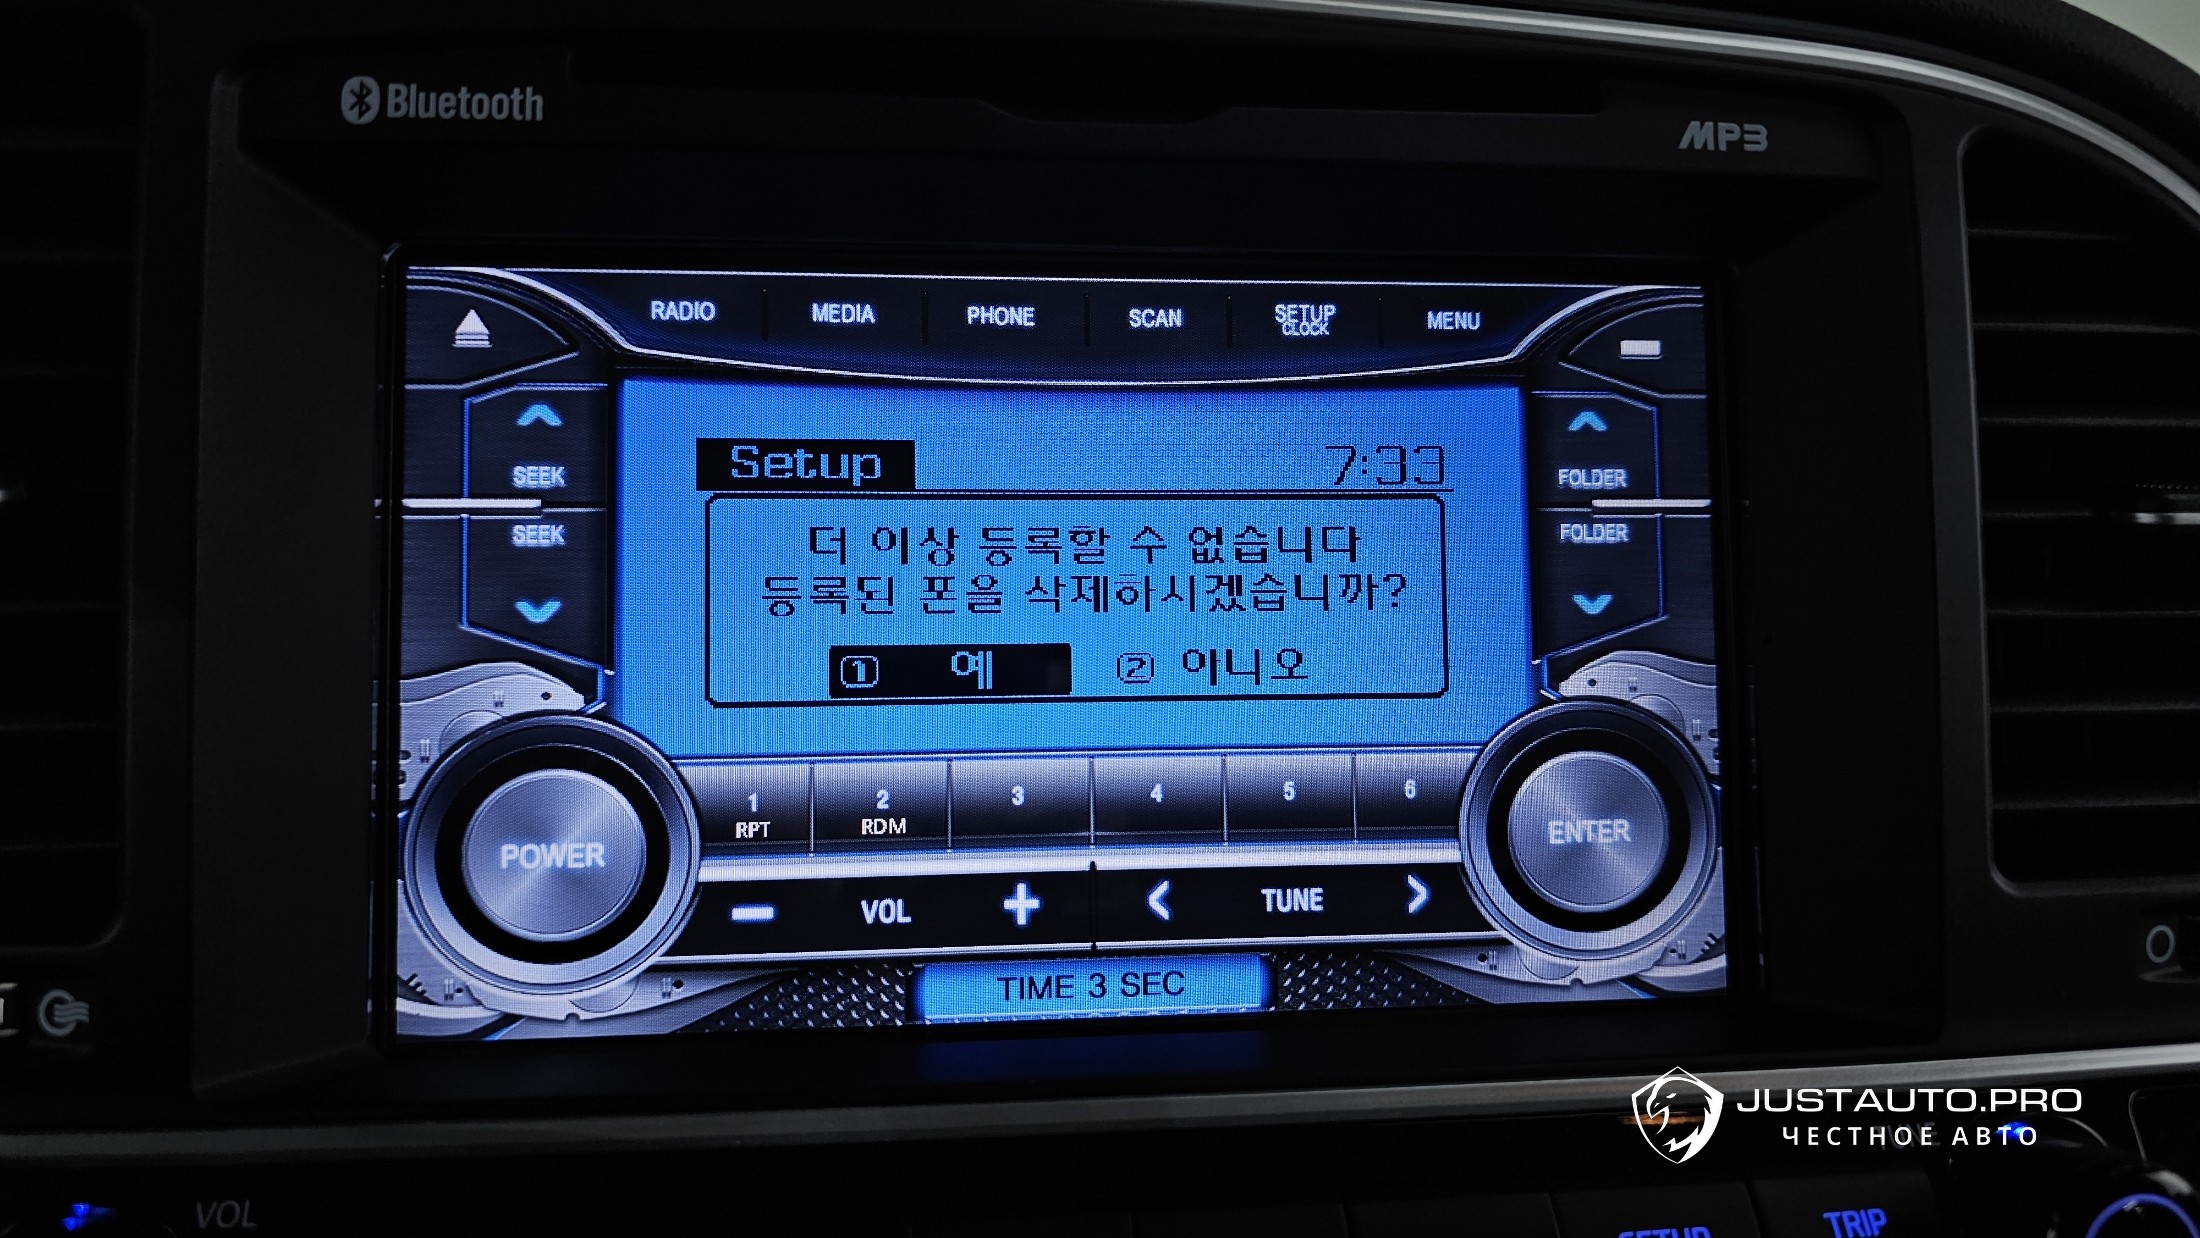 Bluetooth
MP3
RADIO
MEDIA
PHONE
SCAN
SETUP
CLOCK
MENU
SEEK
SEEK
FOLDER
FOLDER
Setup
7:33
더 이상 등록할 수 없습니다
등록된 폰을 삭제하시겠습니까?
1 예
2 아니오
1
RPT
2
RDM
3
4
5
6
POWER
ENTER
VOL
TUNE
TIME 3 SEC
JUSTAUTO.PRO
ЧЕСТНОЕ АВТО
TUNE
VOL
SETUP
TRIP